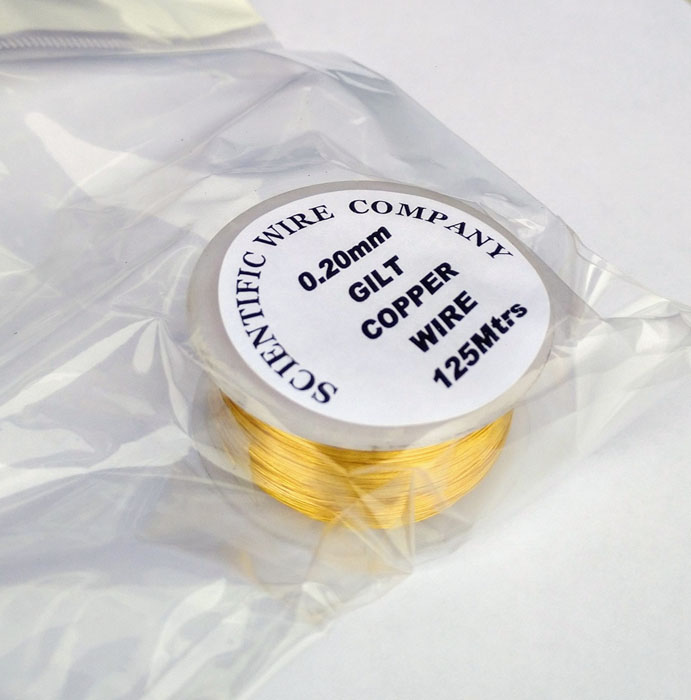 SCIENTIFIC WIRE COMPANY
0.20mm
GILT
COPPER
WIRE
125Mtrs